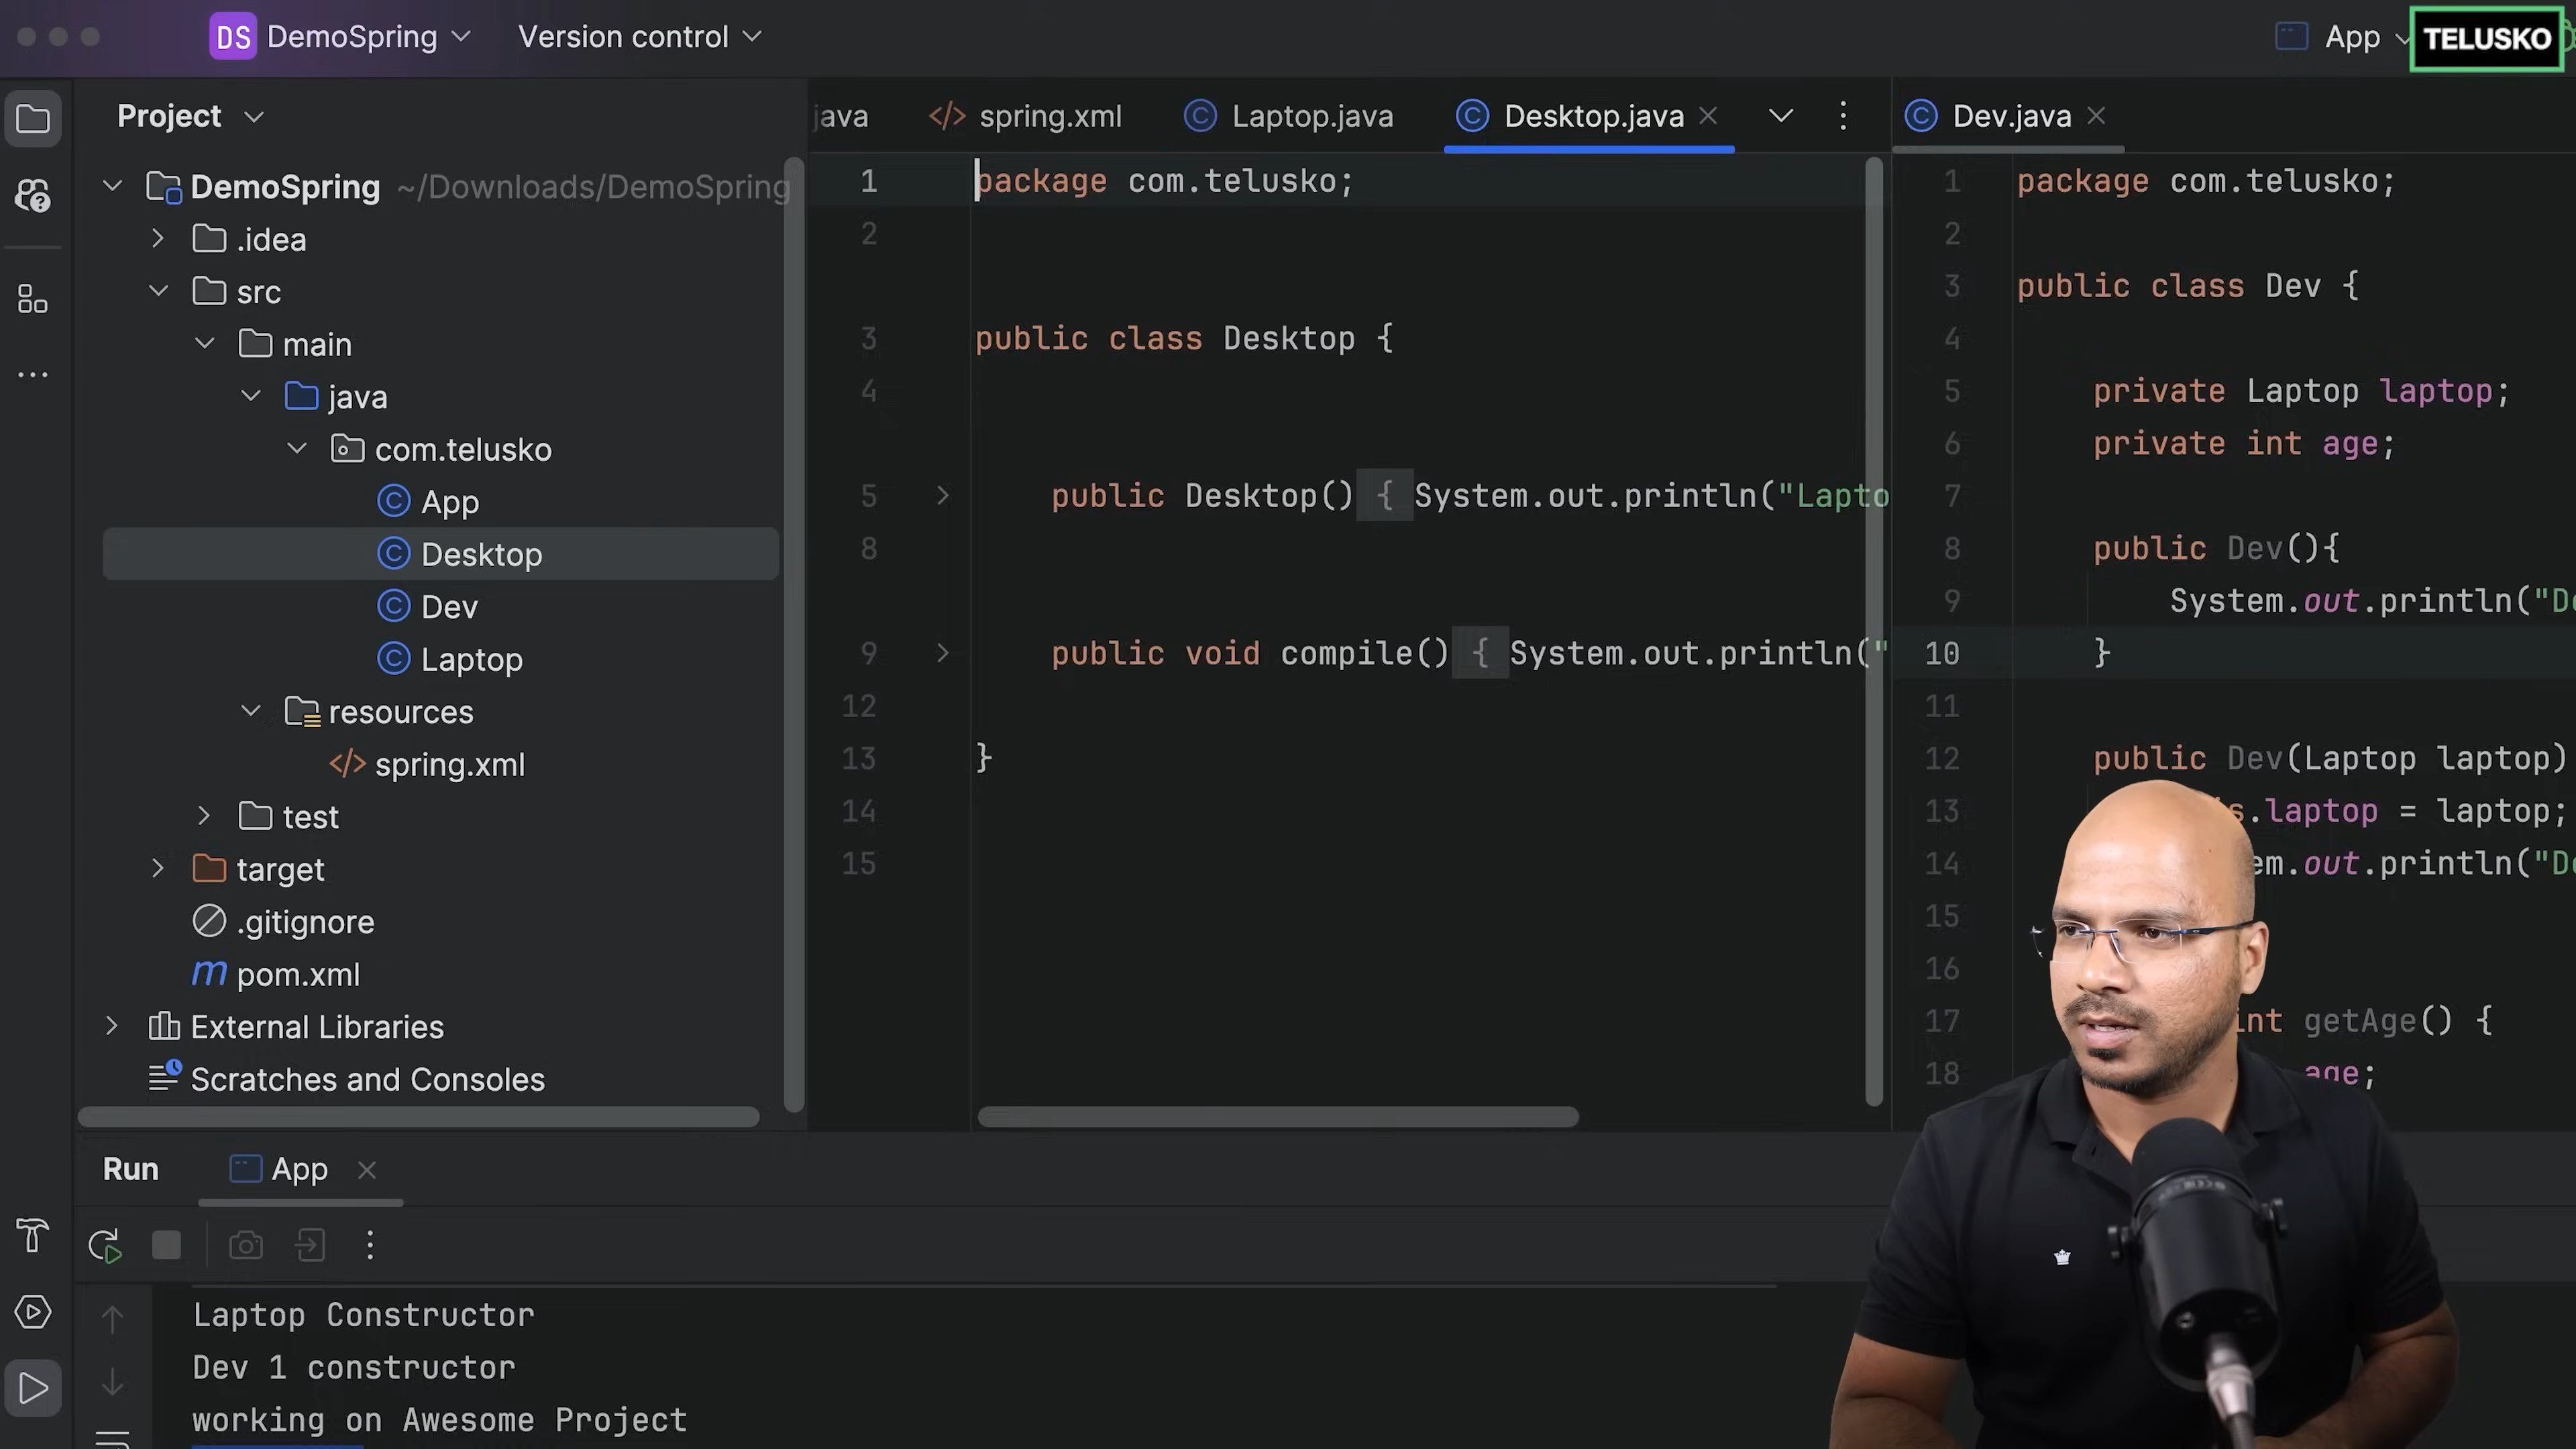 DS DemoSpring Version control App TELUSKO
Project
java spring.xml Laptop.java Desktop.java Dev.java
DemoSpring ~/Downloads/DemoSpring
.idea
src
main
java
com.telusko
App
Desktop
Dev
Laptop
resources
spring.xml
test
target
.gitignore
m pom.xml
External Libraries
Scratches and Consoles
1 package com.telusko;
2
3 public class Desktop {
4
5 public Desktop() { System.out.println("Lapto
8
9 public void compile() { System.out.println("
12
13 }
14
15
1 package com.telusko;
2
3 public class Dev {
4
5 private Laptop laptop;
6 private int age;
7
8 public Dev(){
9 System.out.println("De
10 }
11
12 public Dev(Laptop laptop)
13 s.laptop = laptop;
14 em.out.println("De
15
16
17 int getAge() {
18 age;
Run App
Laptop Constructor
Dev 1 constructor
working on Awesome Project